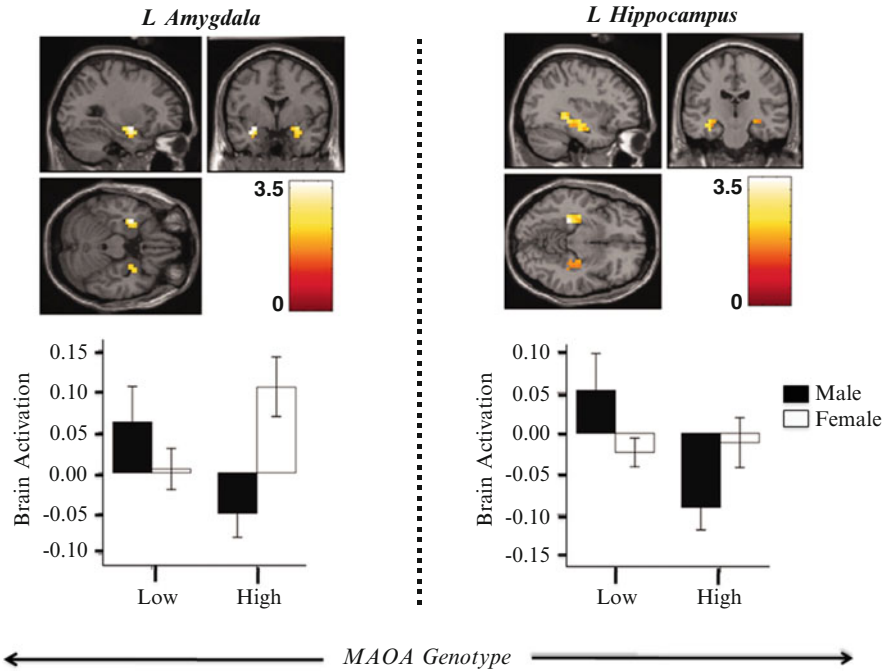 L Amygdala
3.5
0
0.15
0.10
0.05
0.00
-0.05
-0.10
Brain Activation
Low High
L Hippocampus
3.5
0
0.10
0.05
0.00
-0.05
-0.10
-0.15
Brain Activation
Low High
Male
Female
MAOA Genotype